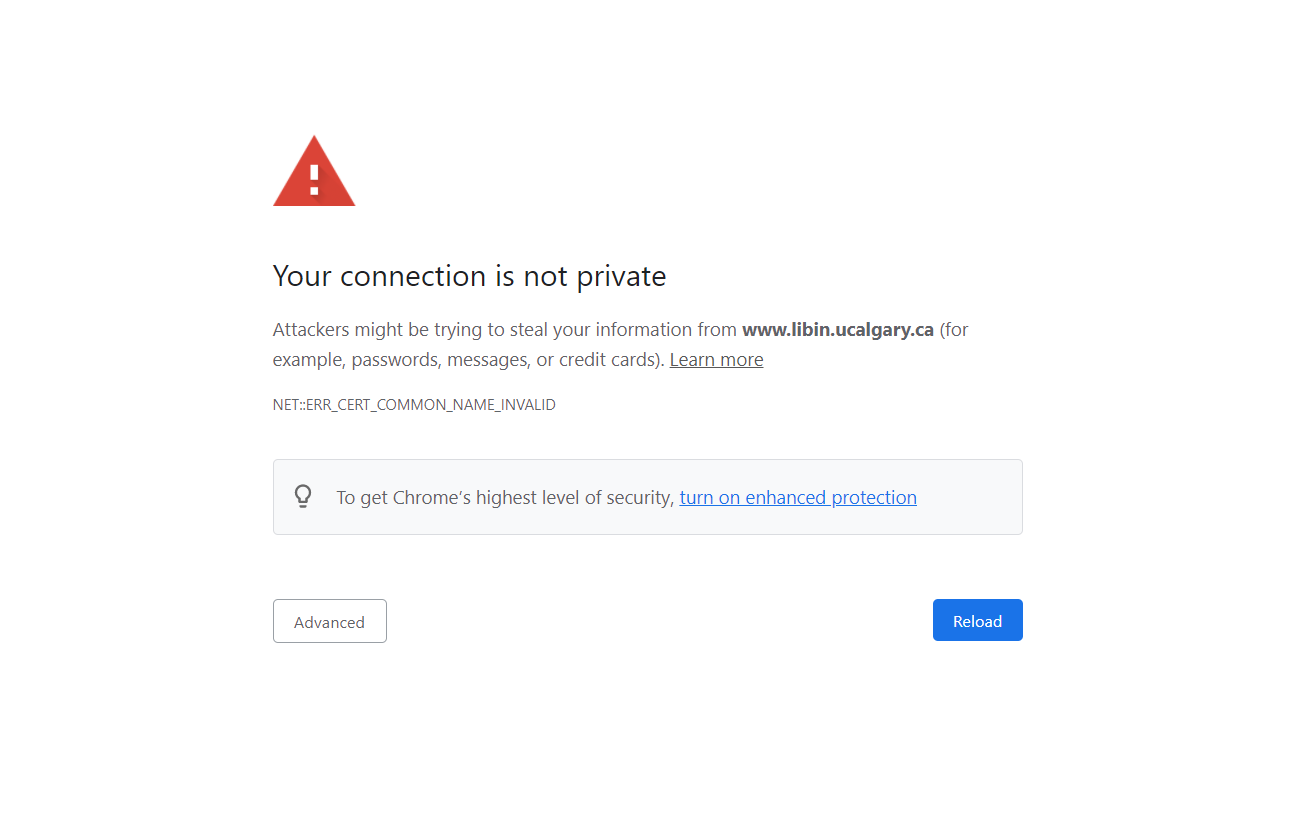 Your connection is not private
Attackers might be trying to steal your information from www.libin.ucalgary.ca (for
example, passwords, messages, or credit cards). Learn more
NET::ERR_CERT_COMMON_NAME_INVALID
To get Chrome’s highest level of security, turn on enhanced protection
Advanced
Reload